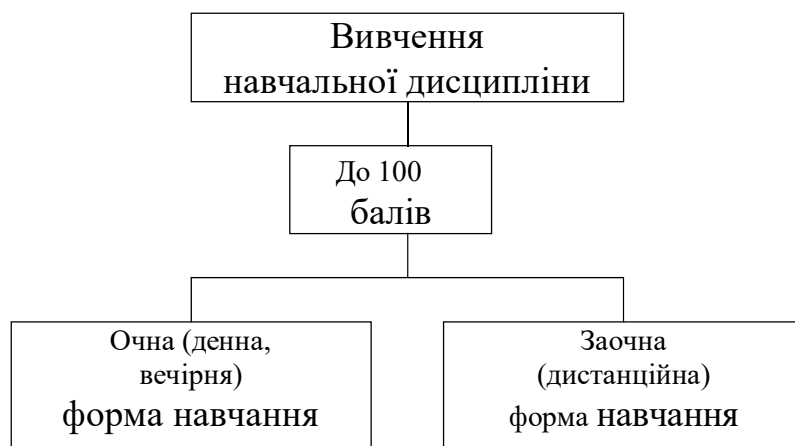 Вивчення
навчальної дисципліни
До 100
балів
Очна (денна,
вечірня)
форма навчання
Заочна
(дистанційна)
форма навчання